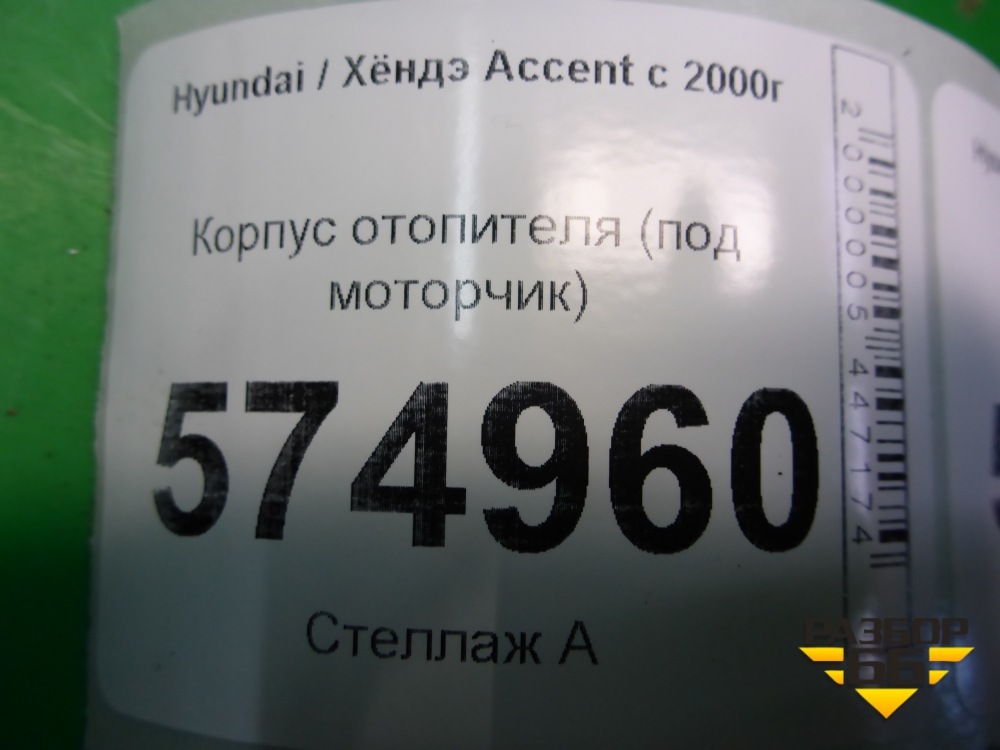 Hyundai / Хёндэ Accent с 2000г
Корпус отопителя (под
моторчик)
574960
Стеллаж А
2000005447174
РАЗБОР
66